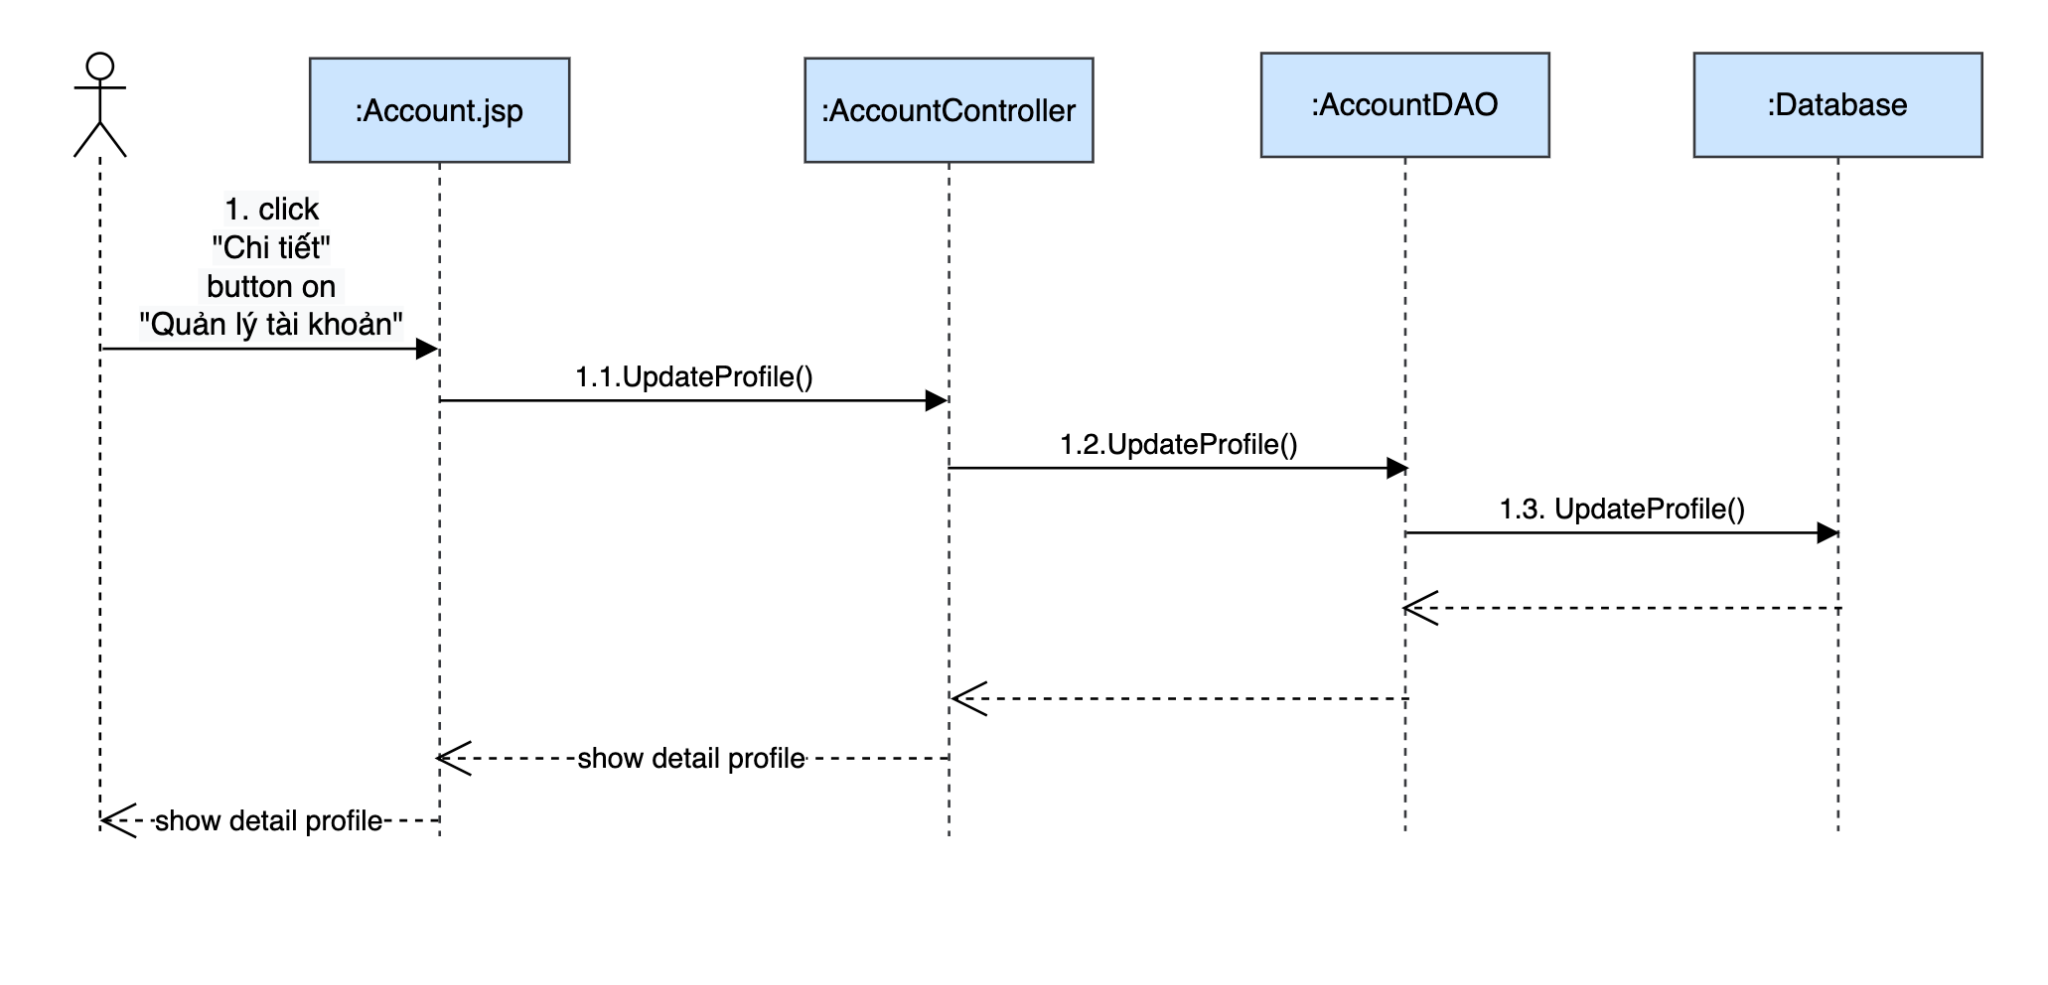 :Account.jsp
:AccountController
:AccountDAO
:Database
1. click
"Chi tiết"
button on
"Quản lý tài khoản"
1.1.UpdateProfile()
1.2.UpdateProfile()
1.3. UpdateProfile()
show detail profile
show detail profile